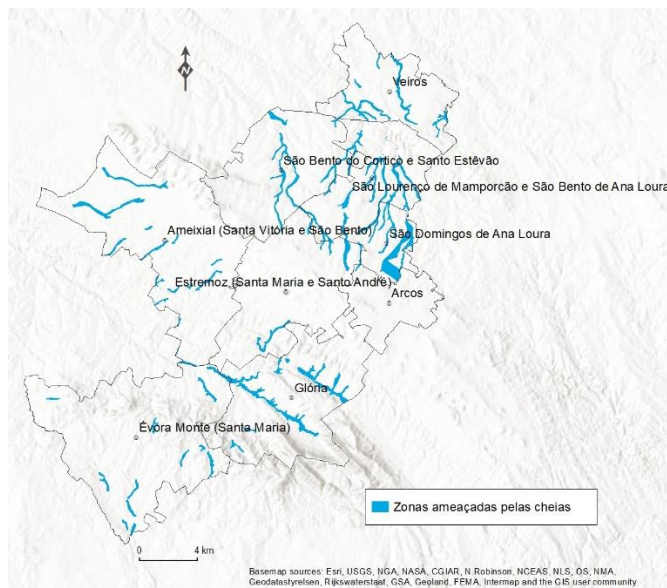 N
Veiros
São Bento do Cortiço e Santo Estêvão
São Lourenço de Mamporcão e São Bento de Ana Loura
Ameixial (Santa Vitória e São Bento)
São Domingos de Ana Loura
Estremoz (Santa Maria e Santo André)
Arcos
Glória
Évora Monte (Santa Maria)
Zonas ameaçadas pelas cheias
0 4 km
Basemap sources: Esri, USGS, NGA, NASA, CGIAR, N Robinson, NCEAS, NLS, OS, NMA,
Geodatastyrelsen, Rijkswaterstaat, GSA, Geoland, FEMA, Intermap and the GIS user community